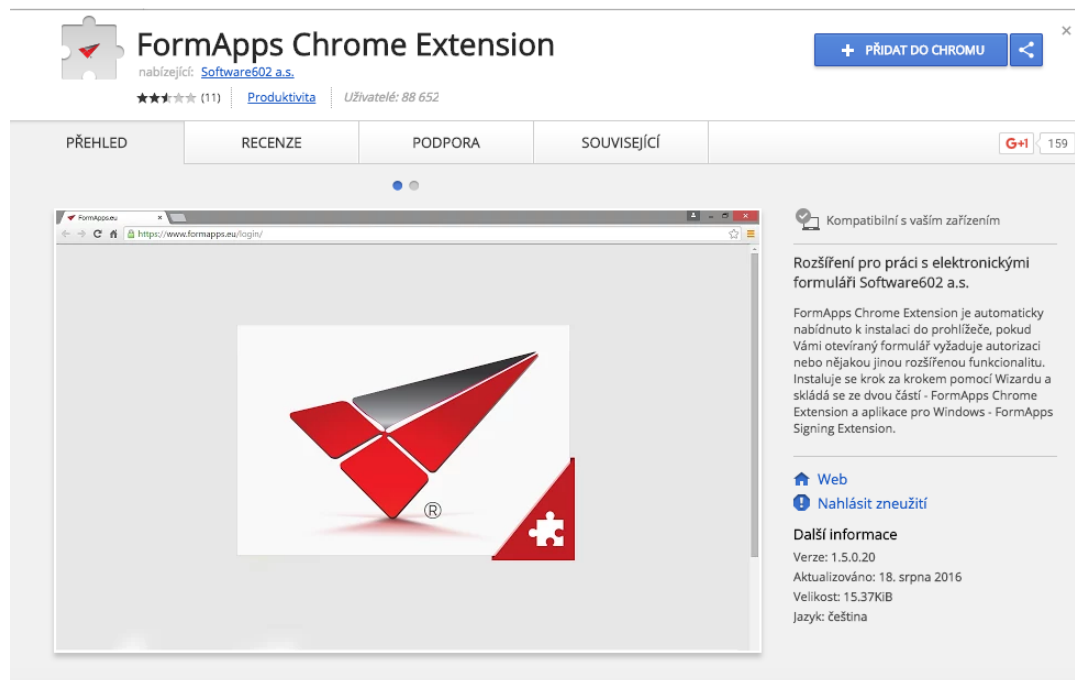 FormApps Chrome Extension
nabízející: Software602 a.s.
(11) Produktivita Uživatelé: 88 652
+ PŘIDAT DO CHROMU
×
PŘEHLED RECENZE PODPORA SOUVISEJÍCÍ
G+1 159
FormApps.eu
https://www.formapps.eu/login/
®
Kompatibilní s vaším zařízením
Rozšíření pro práci s elektronickými
formuláři Software602 a.s.
FormApps Chrome Extension je automaticky
nabídnuto k instalaci do prohlížeče, pokud
Vámi otevíraný formulář vyžaduje autorizaci
nebo nějakou jinou rozšířenou funkcionalitu.
Instaluje se krok za krokem pomocí Wizardu a
skládá se ze dvou částí - FormApps Chrome
Extension a aplikace pro Windows - FormApps
Signing Extension.
Web
Nahlásit zneužití
Další informace
Verze: 1.5.0.20
Aktualizováno: 18. srpna 2016
Velikost: 15.37KiB
Jazyk: čeština